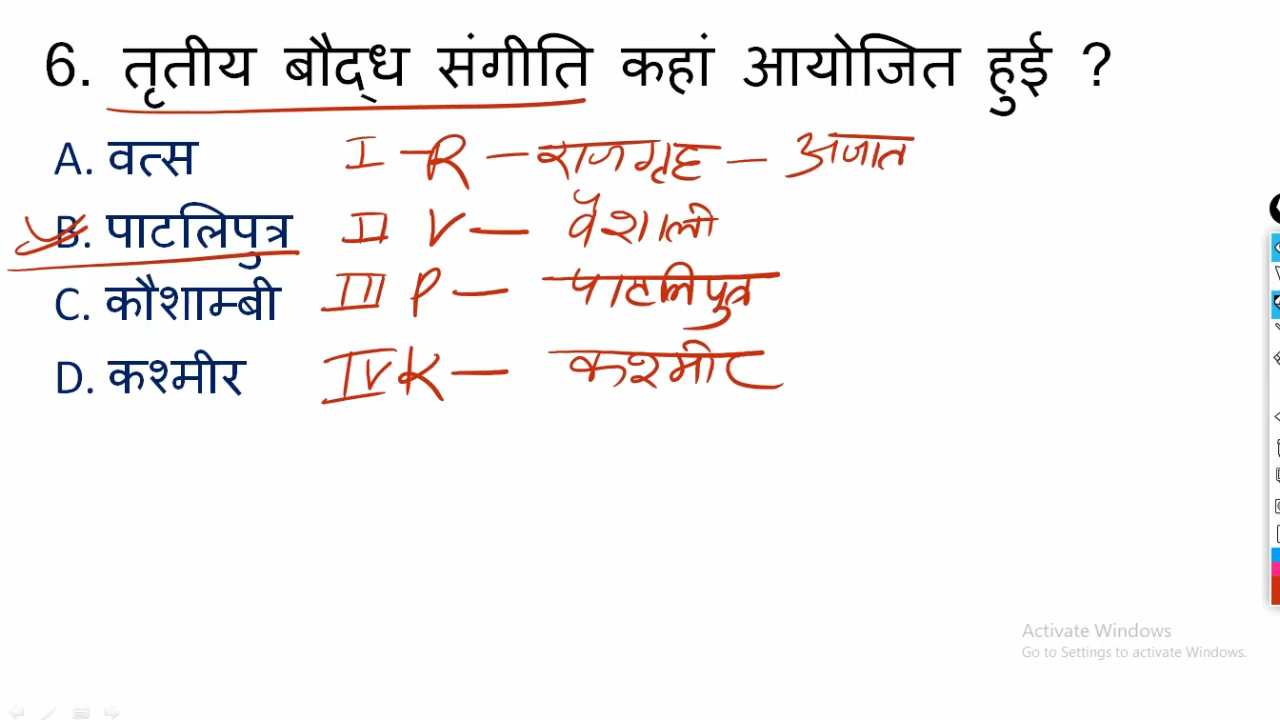 6. तृतीय बौद्ध संगीति कहां आयोजित हुई ?
A. वत्स I - R - राजगृह - अजात
B. पाटलिपुत्र II V - वैशाली
C. कौशाम्बी III P - पाटलिपुत्र
D. कश्मीर IV K - कश्मीर
Activate Windows
Go to Settings to activate Windows.